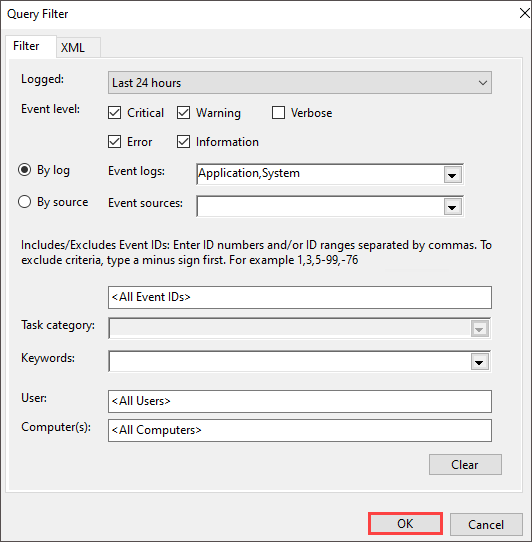 Query Filter
Filter XML
Logged: Last 24 hours
Event level: Critical Warning Verbose
Error Information
By log Event logs: Application,System
By source Event sources:
Includes/Excludes Event IDs: Enter ID numbers and/or ID ranges separated by commas. To
exclude criteria, type a minus sign first. For example 1,3,5-99,-76
<All Event IDs>
Task category:
Keywords:
User: <All Users>
Computer(s): <All Computers>
Clear
OK Cancel